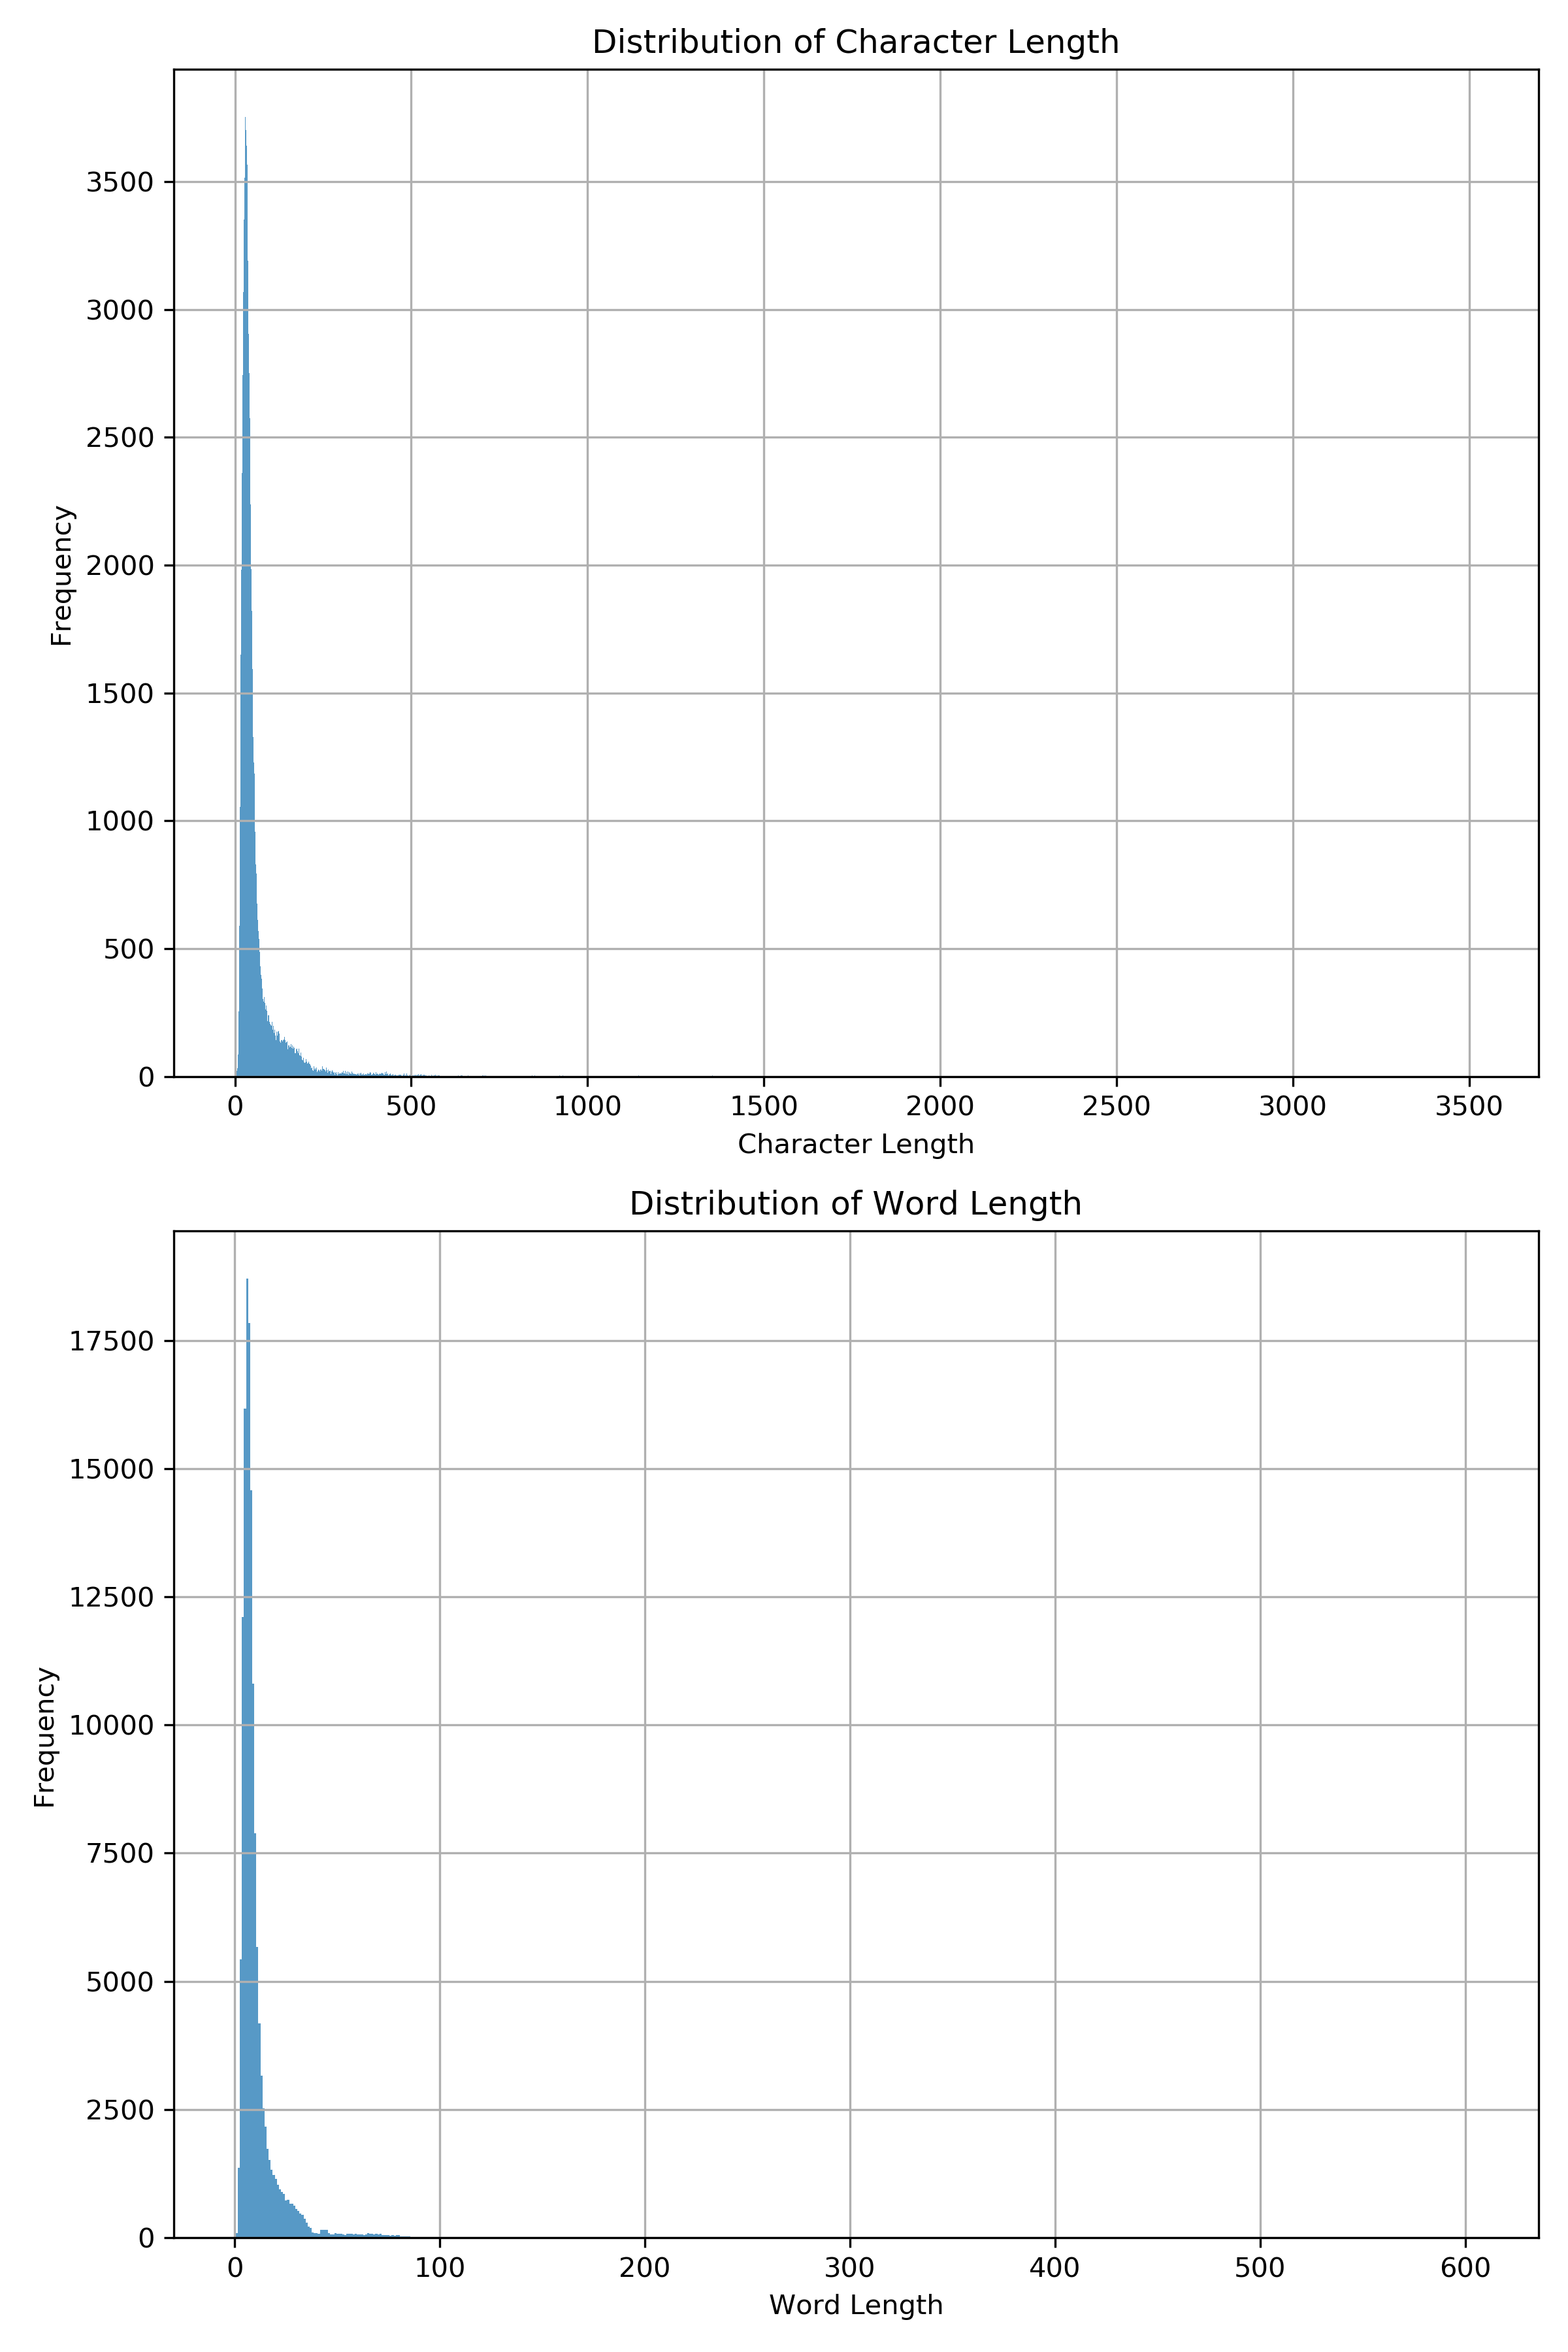 Distribution of Character Length
3500
3000
2500
2000
1500
1000
500
0
Frequency
0 500 1000 1500 2000 2500 3000 3500
Character Length
Distribution of Word Length
17500
15000
12500
10000
7500
5000
2500
0
Frequency
0 100 200 300 400 500 600
Word Length